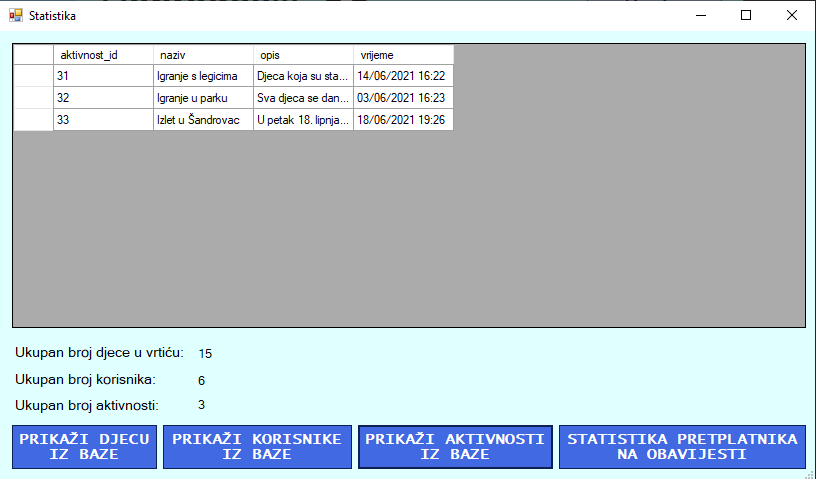 Statistika
aktivnost_id naziv opis vrijeme
31 Igranje s legicima Djeca koja su sta... 14/06/2021 16:22
32 Igranje u parku Sva djeca se dan... 03/06/2021 16:23
33 Izlet u Šandrovac U petak 18. lipnja... 18/06/2021 19:26
Ukupan broj djece u vrtiću: 15
Ukupan broj korisnika: 6
Ukupan broj aktivnosti: 3
PRIKAŽI DJECU
IZ BAZE
PRIKAŽI KORISNIKE
IZ BAZE
PRIKAŽI AKTIVNOSTI
IZ BAZE
STATISTIKA PRETPLATNIKA
NA OBAVIJESTI